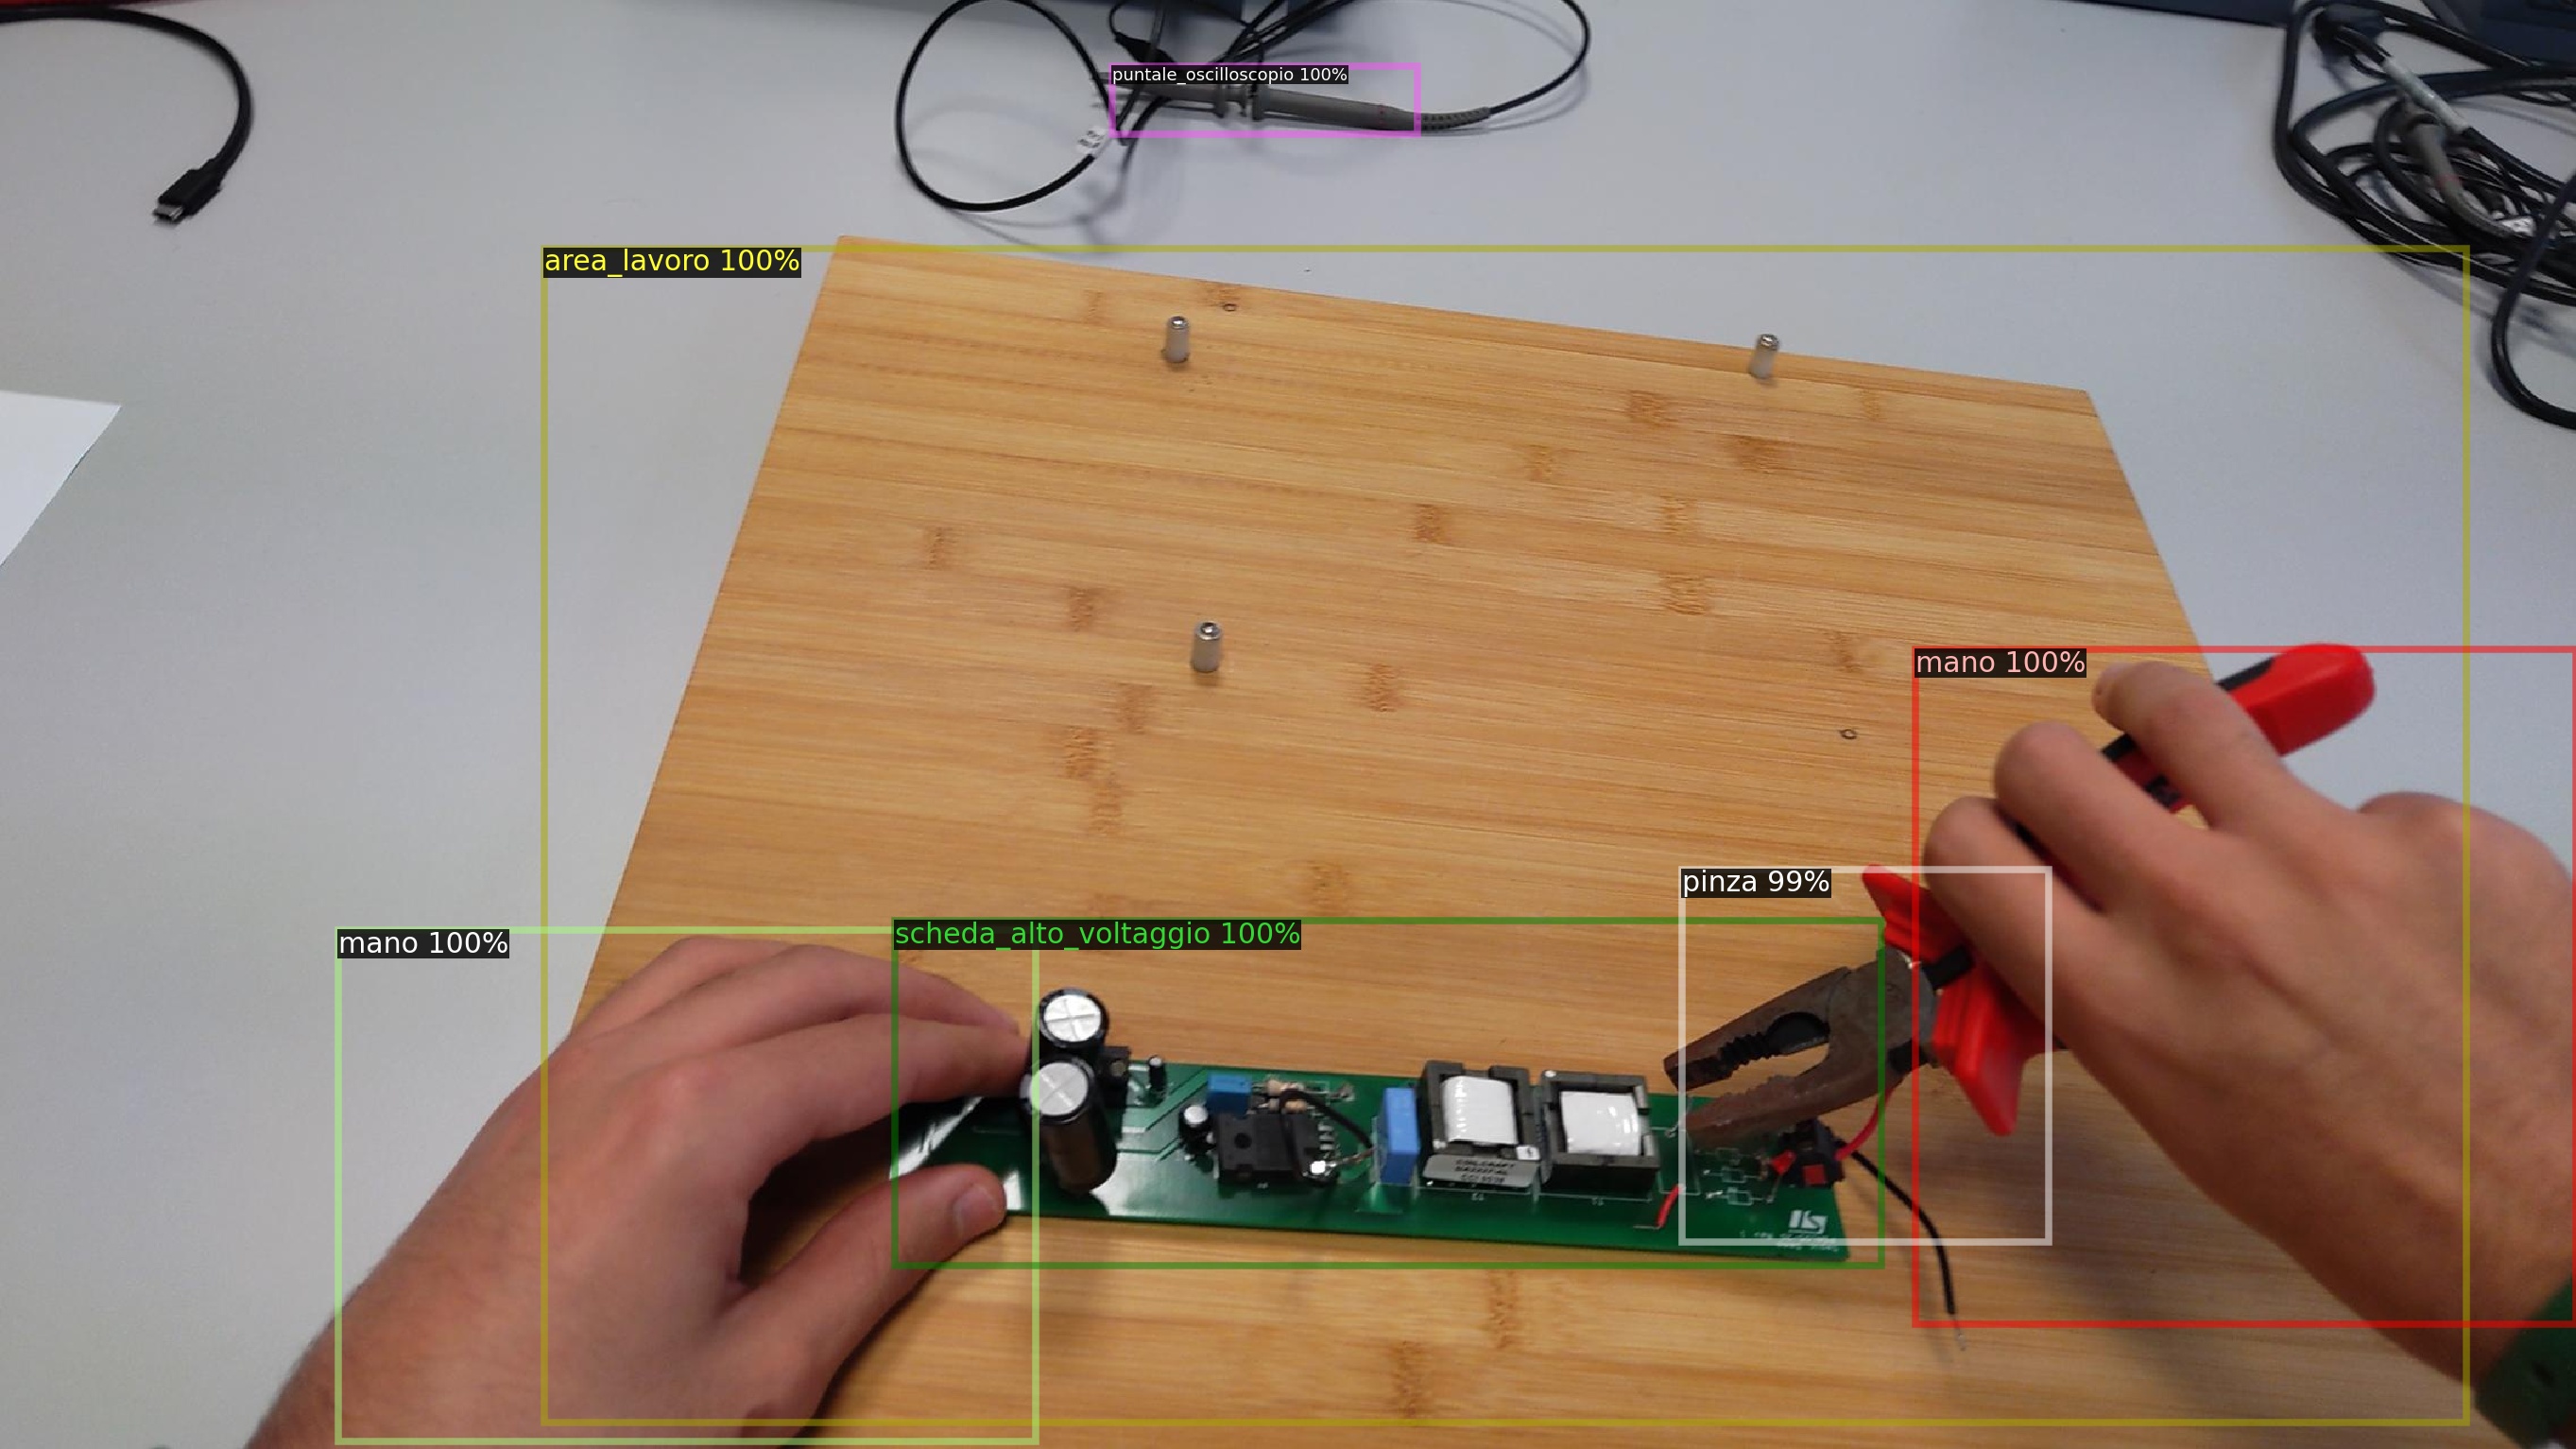 puntale_oscilloscopio 100%
area_lavoro 100%
mano 100%
pinza 99%
scheda_alto_voltaggio 100%
mano 100%